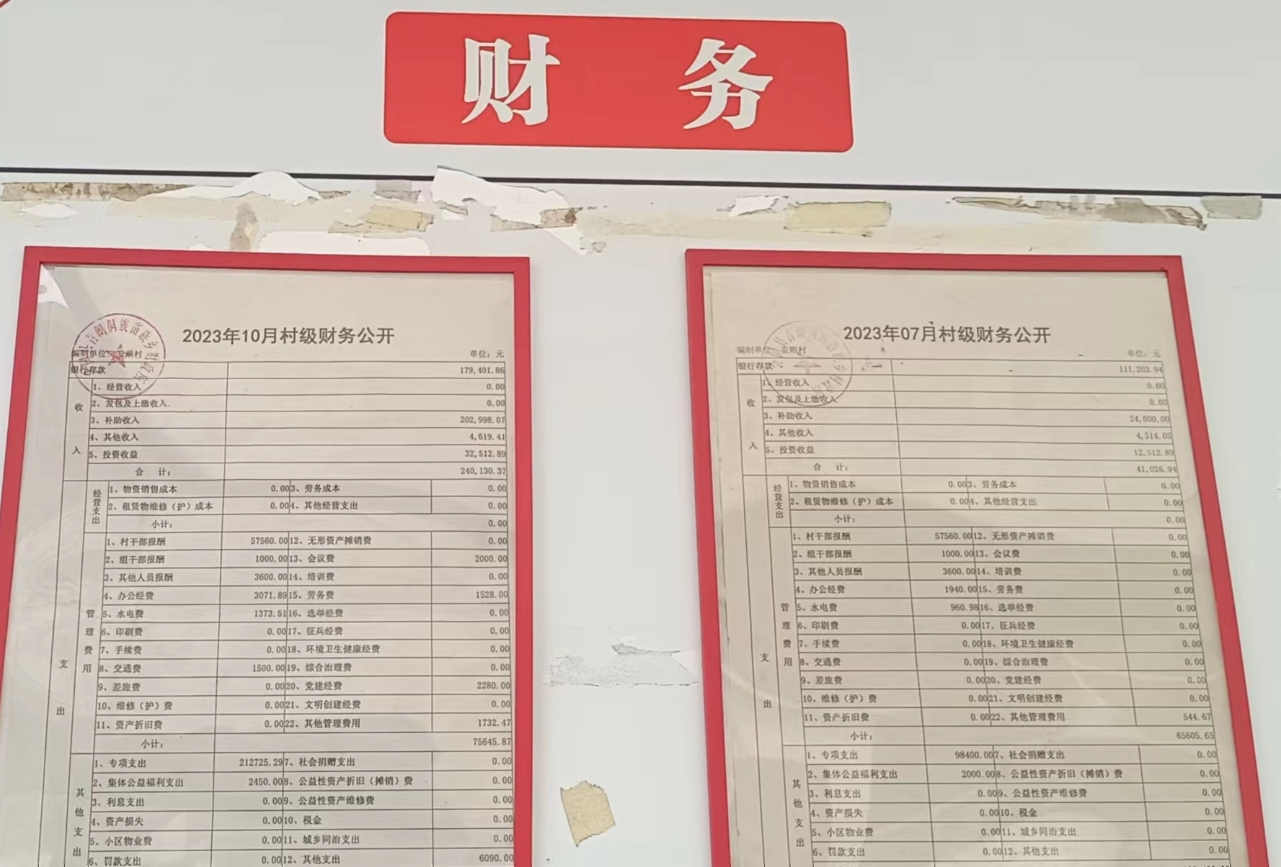 财 务
2023年10月村级财务公开
编制单位: 安 村
单位: 元
银行存款 179,401.86
收入
1、经营收入 0.00
2、发包及上缴收入 0.00
3、补助收入 202,998.07
4、其他收入 4,619.41
5、投资收益 32,512.89
合 计: 240,130.37
支出
经营支出
1、物资销售成本 0.00 3、劳务成本 0.00
2、租赁物维修(护)成本 0.00 4、其他经营支出 0.00
小计: 0.00
管理费用
1、村干部报酬 57560.00 12、无形资产摊销费 0.00
2、组干部报酬 1000.00 13、会议费 2000.00
3、其他人员报酬 3600.00 14、培训费 0.00
4、办公经费 3071.89 15、劳务费 1528.00
5、水电费 1373.51 16、选举经费 0.00
6、印刷费 0.00 17、征兵经费 0.00
7、手续费 0.00 18、环境卫生健康经费 0.00
8、交通费 1500.00 19、综合治理费 0.00
9、差旅费 0.00 20、党建经费 2280.00
10、维修(护)费 0.00 21、文明创建经费 0.00
11、资产折旧费 0.00 22、其他管理费用 1732.47
小计: 75645.87
其他支出
1、专项支出 212725.29 7、社会捐赠支出 0.00
2、集体公益福利支出 2450.00 8、公益性资产折旧(摊销)费 0.00
3、利息支出 0.00 9、公益性资产维修费 0.00
4、资产损失 0.00 10、税金 0.00
5、小区物业费 0.00 11、城乡同治支出 0.00
6、罚款支出 0.00 12、其他支出 6090.00
2023年07月村级财务公开
编制单位: 村
单位: 元
银行存款 111,203.94
收入
1、经营收入 0.00
2、发包及上缴收入 0.00
3、补助收入 24,000.00
4、其他收入 4,514.05
5、投资收益 12,512.89
合 计: 41,026.94
支出
经营支出
1、物资销售成本 0.00 3、劳务成本 0.00
2、租赁物维修(护)成本 0.00 4、其他经营支出 0.00
小计: 0.00
管理费用
1、村干部报酬 57560.00 12、无形资产摊销费 0.00
2、组干部报酬 1000.00 13、会议费 0.00
3、其他人员报酬 3600.00 14、培训费 0.00
4、办公经费 1940.00 15、劳务费 0.00
5、水电费 960.98 16、选举经费 0.00
6、印刷费 0.00 17、征兵经费 0.00
7、手续费 0.00 18、环境卫生健康经费 0.00
8、交通费 0.00 19、综合治理费 0.00
9、差旅费 0.00 20、党建经费 0.00
10、维修(护)费 0.00 21、文明创建经费 0.00
11、资产折旧费 0.00 22、其他管理费用 544.67
小计: 65605.65
其他支出
1、专项支出 98400.00 7、社会捐赠支出 0.00
2、集体公益福利支出 2000.00 8、公益性资产折旧(摊销)费 0.00
3、利息支出 0.00 9、公益性资产维修费 0.00
4、资产损失 0.00 10、税金 0.00
5、小区物业费 0.00 11、城乡同治支出 0.00
6、罚款支出 0.00 12、其他支出 0.00